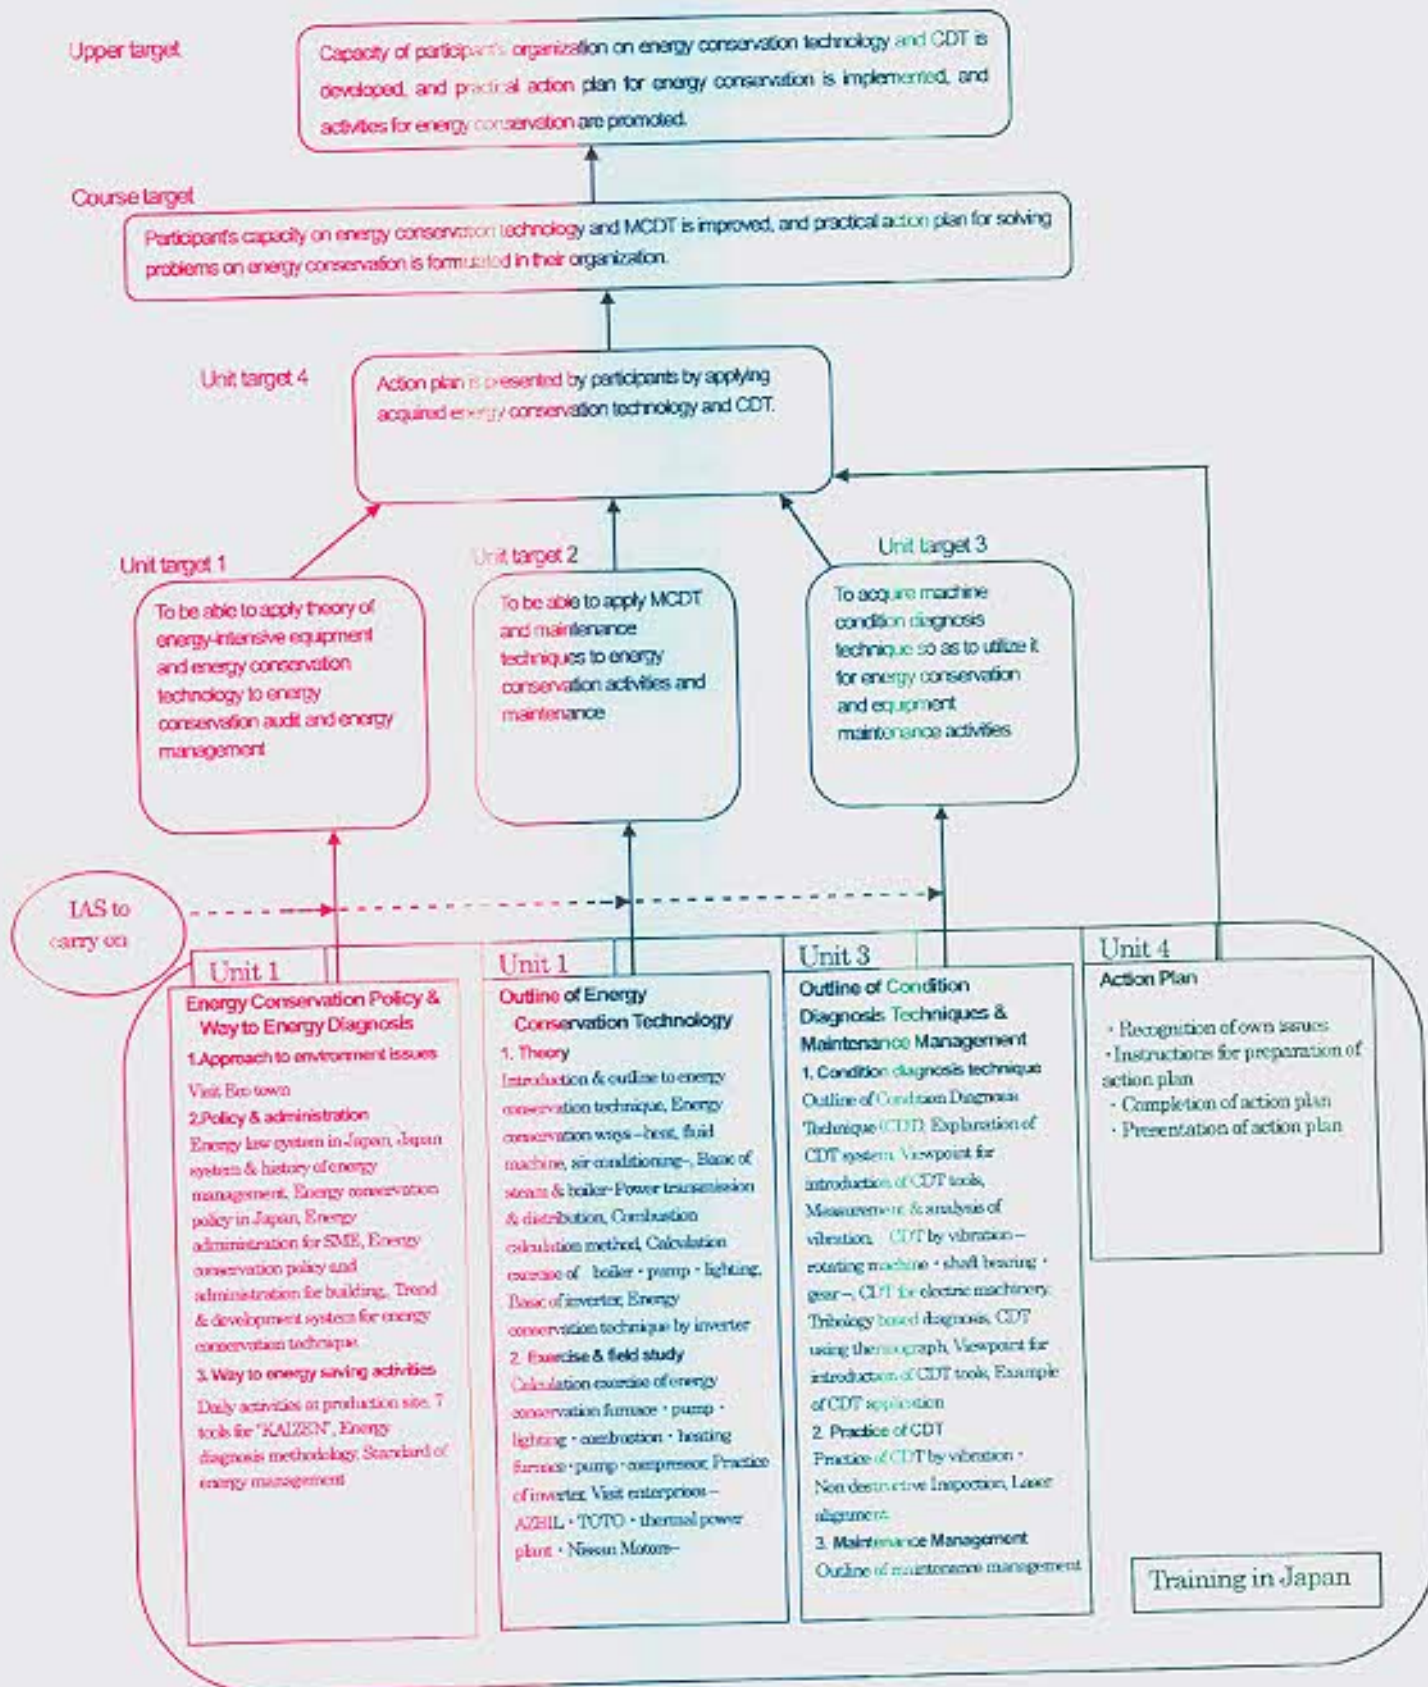 Upper target
Capacity of participant's organization on energy conservation technology and CDT is
developed, and practical action plan for energy conservation is implemented, and
activities for energy conservation are promoted.
Course target
Participant's capacity on energy conservation technology and MCDT is improved, and practical action plan for solving
problems on energy conservation is formulated in their organization.
Unit target 4
Action plan is presented by participants by applying
acquired energy conservation technology and CDT.
Unit target 1
To be able to apply theory of
energy-intensive equipment
and energy conservation
technology to energy
conservation audit and energy
management
Unit target 2
To be able to apply MCDT
and maintenance
techniques to energy
conservation activities and
maintenance
Unit target 3
To acquire machine
condition diagnosis
technique so as to utilize it
for energy conservation
and equipment
maintenance activities
IAS to
carry on
Unit 1
Energy Conservation Policy &
Way to Energy Diagnosis
1.Approach to environment issues
Visit Eco town
2.Policy & administration
Energy law system in Japan, Japan
system & history of energy
management, Energy conservation
policy in Japan, Energy
administration for SME, Energy
conservation policy and
administration for building, Trend
& development system for energy
conservation technique
3. Way to energy saving activities
Daily activities at production site, 7
tools for "KAIZEN", Energy
diagnosis methodology, Standard of
energy management
Unit 1
Outline of Energy
Conservation Technology
1. Theory
Introduction & outline to energy
conservation technique, Energy
conservation ways–heat, fluid
machine, air conditioning–, Basic of
steam & boiler･Power transmission
& distribution, Combustion
calculation method, Calculation
exercise of boiler・pump・lighting,
Basic of inverter, Energy
conservation technique by inverter
2. Exercise & field study
Calculation exercise of energy
conservation furnace・pump・
lighting・combustion・heating
furnace・pump・compressor, Practice
of inverter, Visit enterprises–
AZBIL・TOTO・thermal power
plant・Nissan Motors–
Unit 3
Outline of Condition
Diagnosis Techniques &
Maintenance Management
1. Condition diagnosis technique
Outline of Condition Diagnosis
Technique (CDT), Explanation of
CDT system, Viewpoint for
introduction of CDT tools,
Measurement & analysis of
vibration, CDT by vibration–
rotating machine・shaft bearing・
gear–, CDT for electric machinery,
Tribology based diagnosis, CDT
using thermograph, Viewpoint for
introduction of CDT tools, Example
of CDT application
2. Practice of CDT
Practice of CDT by vibration・
Non destructive Inspection, Laser
alignment
3. Maintenance Management
Outline of maintenance management
Unit 4
Action Plan
・Recognition of own issues
・Instructions for preparation of
action plan
・Completion of action plan
・Presentation of action plan
Training in Japan